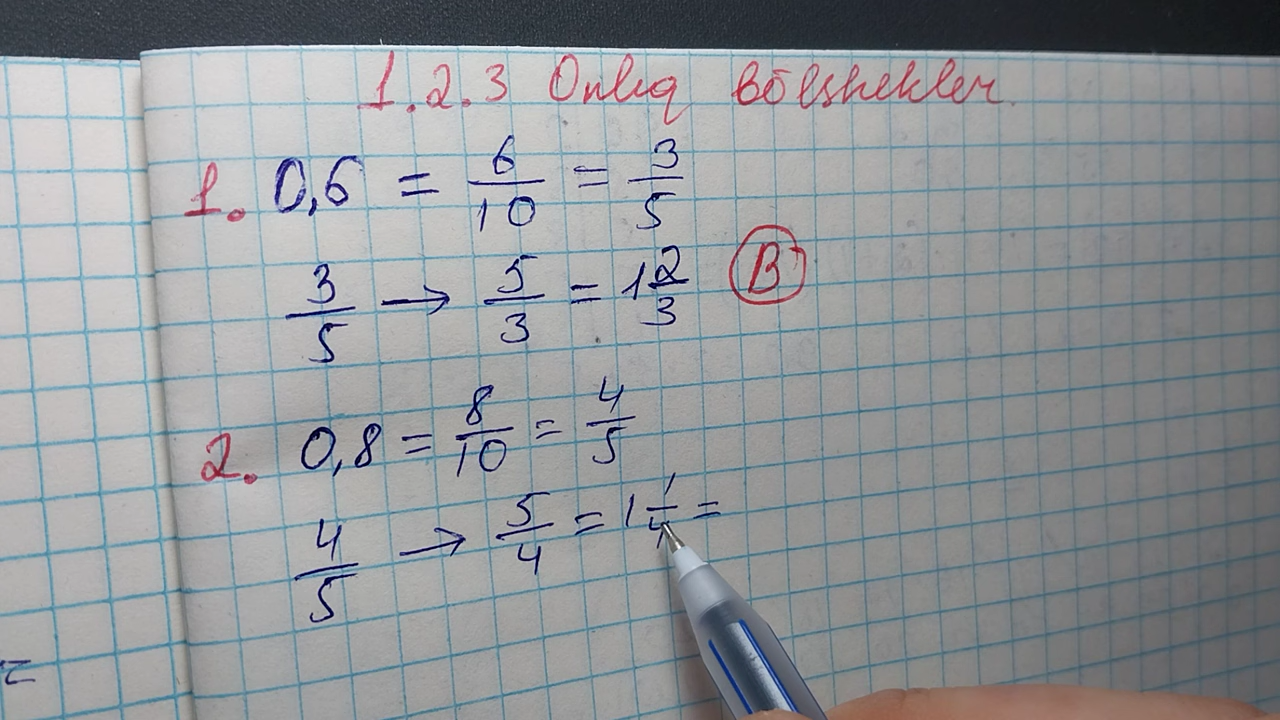 1.2.3 Onlıq bölshekler.
1. 0,6 = 6/10 = 3/5
3/5 → 5/3 = 1 2/3 B
2. 0,8 = 8/10 = 4/5
4/5 → 5/4 = 1 1/4 =
=